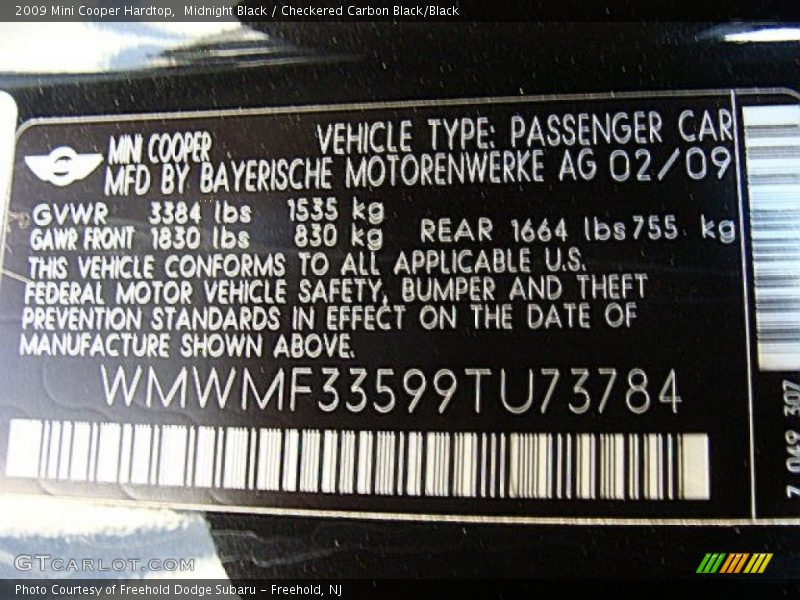 2009 Mini Cooper Hardtop,  Midnight Black / Checkered Carbon Black/Black
MINI COOPER VEHICLE TYPE: PASSENGER CAR
MFD BY BAYERISCHE MOTORENWERKE AG 02/09
GVWR 3384 lbs 1535 kg
GAWR FRONT 1830 lbs 830 kg REAR 1664 lbs 755 kg
THIS VEHICLE CONFORMS TO ALL APPLICABLE U.S.
FEDERAL MOTOR VEHICLE SAFETY, BUMPER AND THEFT
PREVENTION STANDARDS IN EFFECT ON THE DATE OF
MANUFACTURE SHOWN ABOVE.
WMWMF33599TU73784
7 069 307
GTcarlot.com
Photo Courtesy of Freehold Dodge Subaru - Freehold, NJ